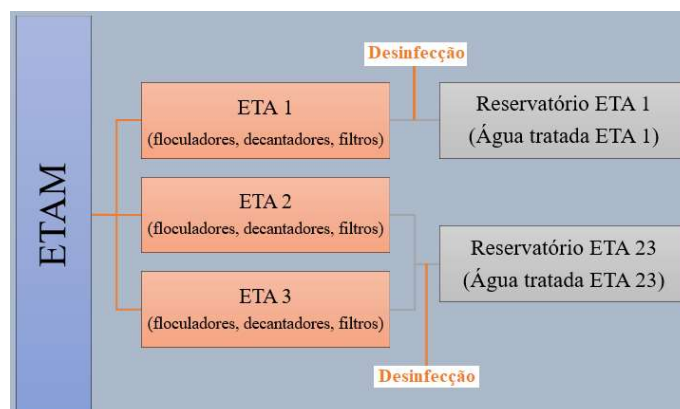 ETAM
Desinfecção
ETA 1
(floculadores, decantadores, filtros)
Reservatório ETA 1
(Água tratada ETA 1)
ETA 2
(floculadores, decantadores, filtros)
Reservatório ETA 23
(Água tratada ETA 23)
ETA 3
(floculadores, decantadores, filtros)
Desinfecção